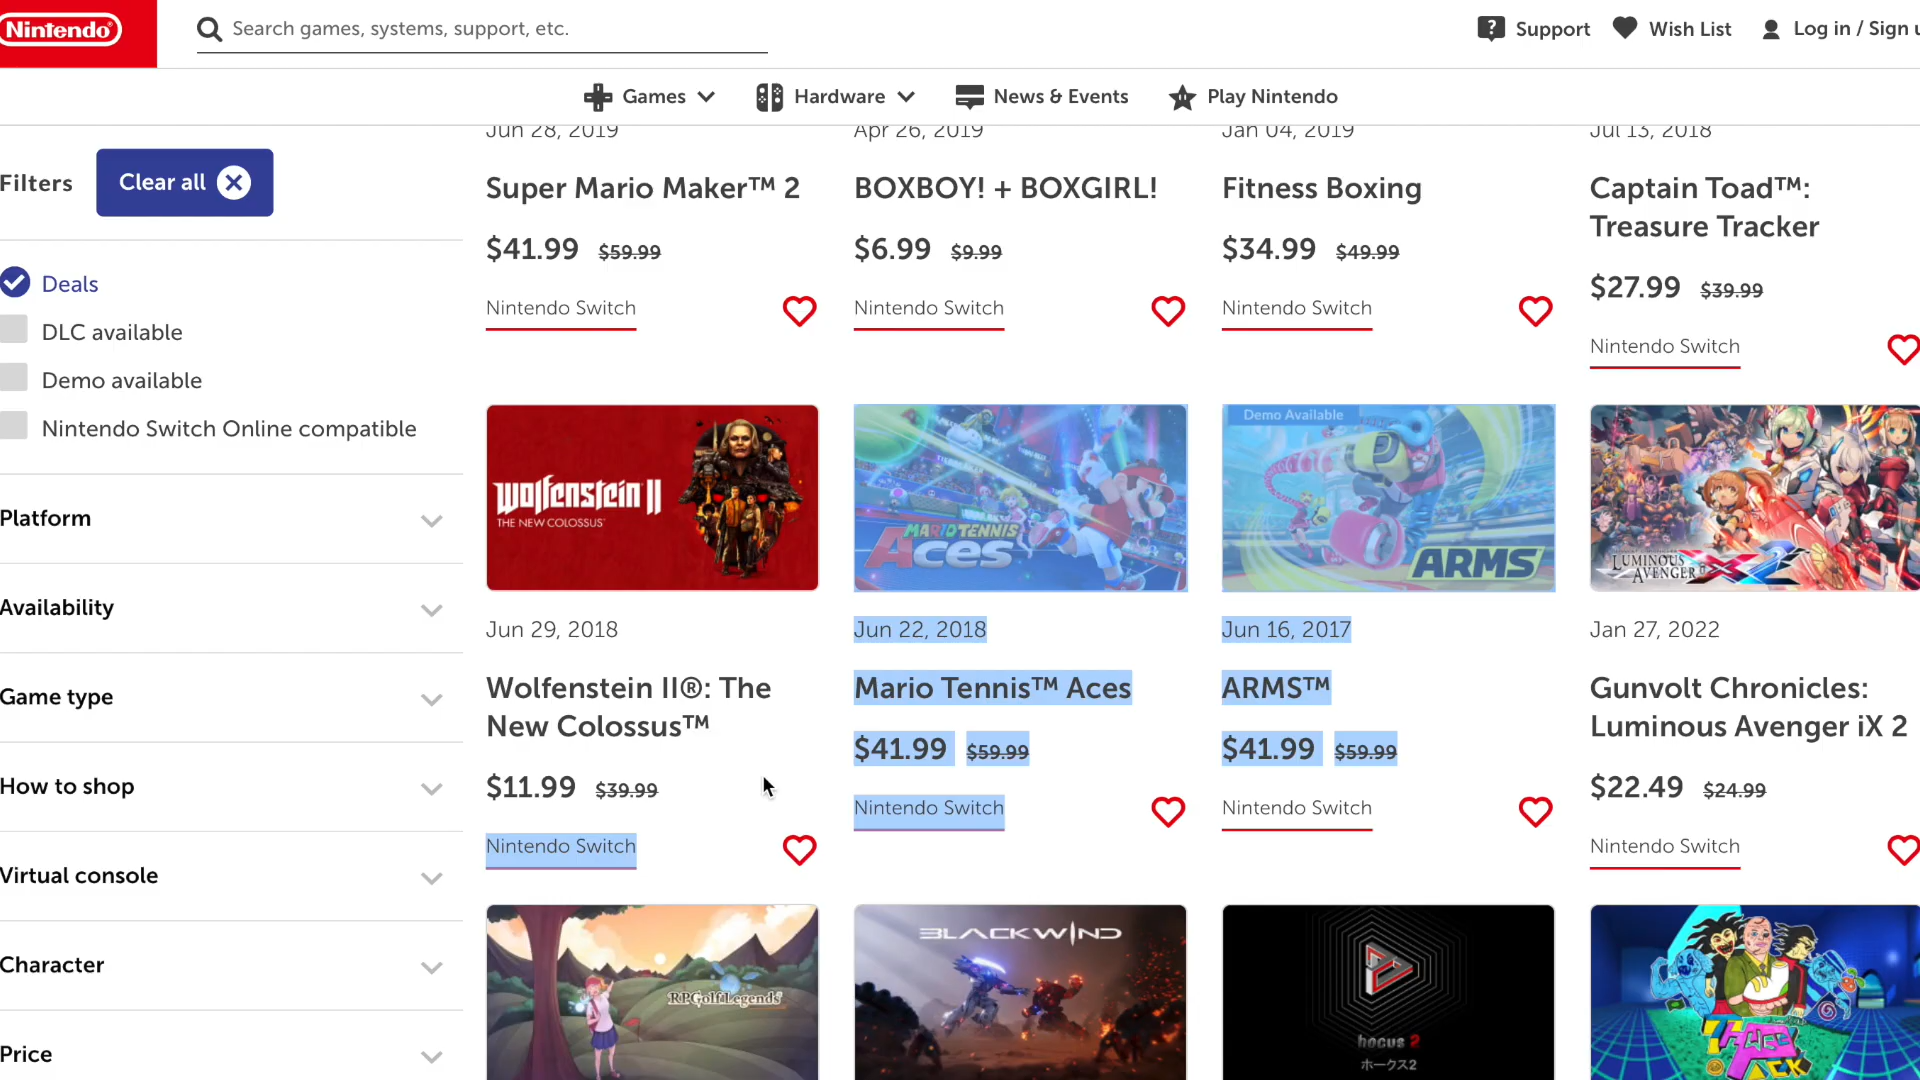 Nintendo®
Search games, systems, support, etc.
Support
Wish List
Log in / Sign u
Games
Hardware
News & Events
Play Nintendo
Filters
Clear all
Deals
DLC available
Demo available
Nintendo Switch Online compatible
Platform
Availability
Game type
How to shop
Virtual console
Character
Price
Jun 28, 2019
Super Mario Maker™ 2
$41.99 $59.99
Nintendo Switch
Apr 26, 2019
BOXBOY! + BOXGIRL!
$6.99 $9.99
Nintendo Switch
Jan 04, 2019
Fitness Boxing
$34.99 $49.99
Nintendo Switch
Jul 13, 2018
Captain Toad™:
Treasure Tracker
$27.99 $39.99
Nintendo Switch
Wolfenstein II
THE NEW COLOSSUS
Jun 29, 2018
Wolfenstein II®: The
New Colossus™
$11.99 $39.99
Nintendo Switch
MARIO TENNIS
Aces
Jun 22, 2018
Mario Tennis™ Aces
$41.99 $59.99
Nintendo Switch
Demo Available
ARMS
Jun 16, 2017
ARMS™
$41.99 $59.99
Nintendo Switch
LUMINOUS
AVENGER iX 2
Jan 27, 2022
Gunvolt Chronicles:
Luminous Avenger iX 2
$22.49 $24.99
Nintendo Switch
RPGolf Legends
BLACKWIND
hocus 2
ホークス2